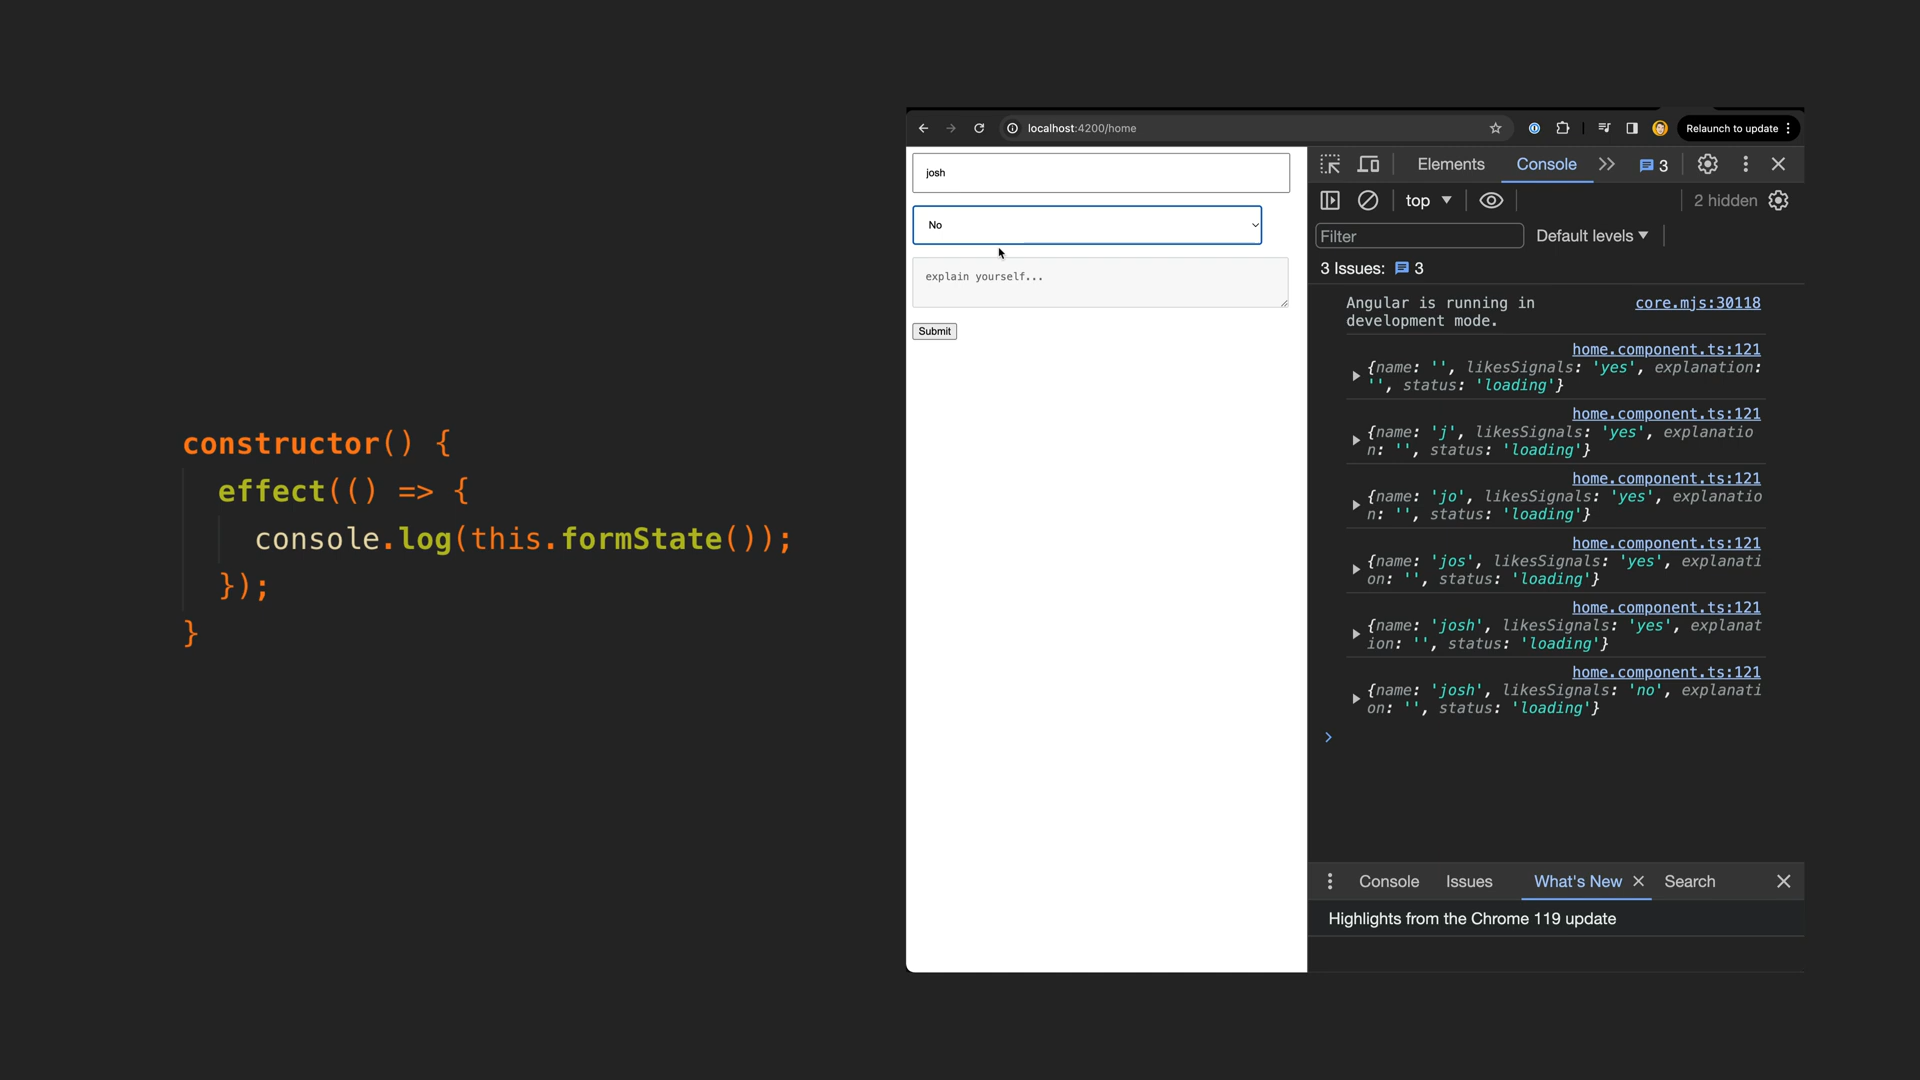 constructor() {
effect(() => {
console.log(this.formState());
});
}
localhost:4200/home
Relaunch to update
josh
No
explain yourself...
Submit
Elements
Console
3
top
2 hidden
Filter
Default levels
3 Issues:
3
Angular is running in
core.mjs:30118
development mode.
home.component.ts:121
{name: '', likesSignals: 'yes', explanation:
'', status: 'loading'}
home.component.ts:121
{name: 'j', likesSignals: 'yes', explanatio
n: '', status: 'loading'}
home.component.ts:121
{name: 'jo', likesSignals: 'yes', explanatio
n: '', status: 'loading'}
home.component.ts:121
{name: 'jos', likesSignals: 'yes', explanati
on: '', status: 'loading'}
home.component.ts:121
{name: 'josh', likesSignals: 'yes', explanat
ion: '', status: 'loading'}
home.component.ts:121
{name: 'josh', likesSignals: 'no', explanati
on: '', status: 'loading'}
Console
Issues
What's New
Search
Highlights from the Chrome 119 update